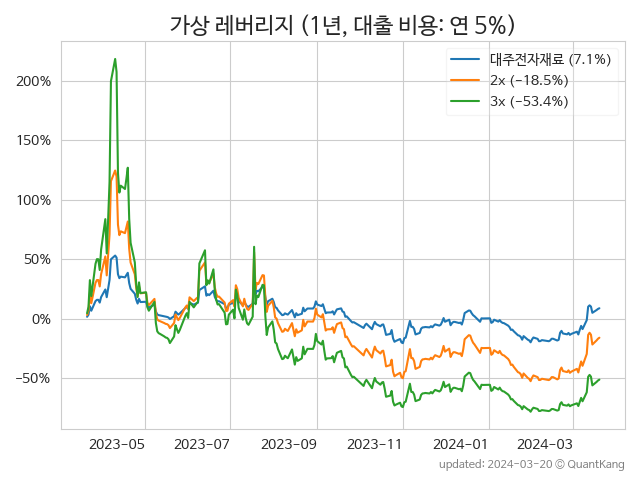 가상 레버리지 (1년, 대출 비용: 연 5%)
대주전자재료 (7.1%)
2x (−18.5%)
3x (−53.4%)
200%
150%
100%
50%
0%
−50%
2023-05 2023-07 2023-09 2023-11 2024-01 2024-03
updated: 2024-03-20 © QuantKang